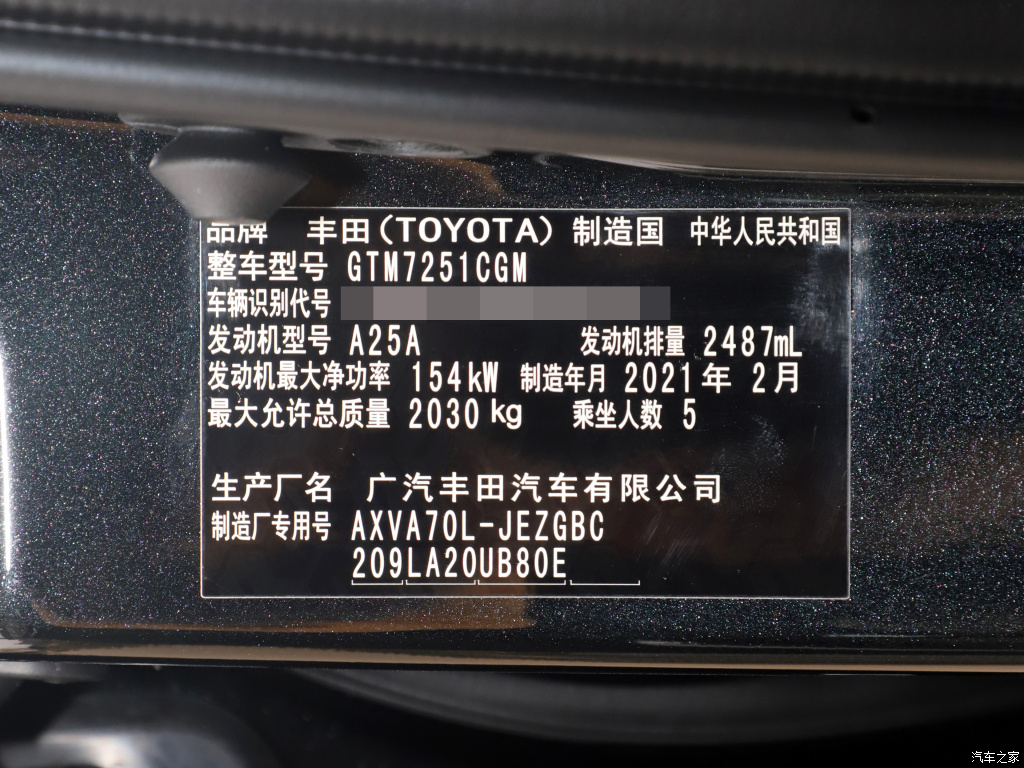 品牌 丰田(TOYOTA) 制造国 中华人民共和国
整车型号 GTM7251CGM
车辆识别代号
发动机型号 A25A 发动机排量 2487mL
发动机最大净功率 154kW 制造年月 2021年 2月
最大允许总质量 2030kg 乘坐人数 5
生产厂名 广汽丰田汽车有限公司
制造厂专用号 AXVA70L-JEZGBC
209LA20UB80E
汽车之家